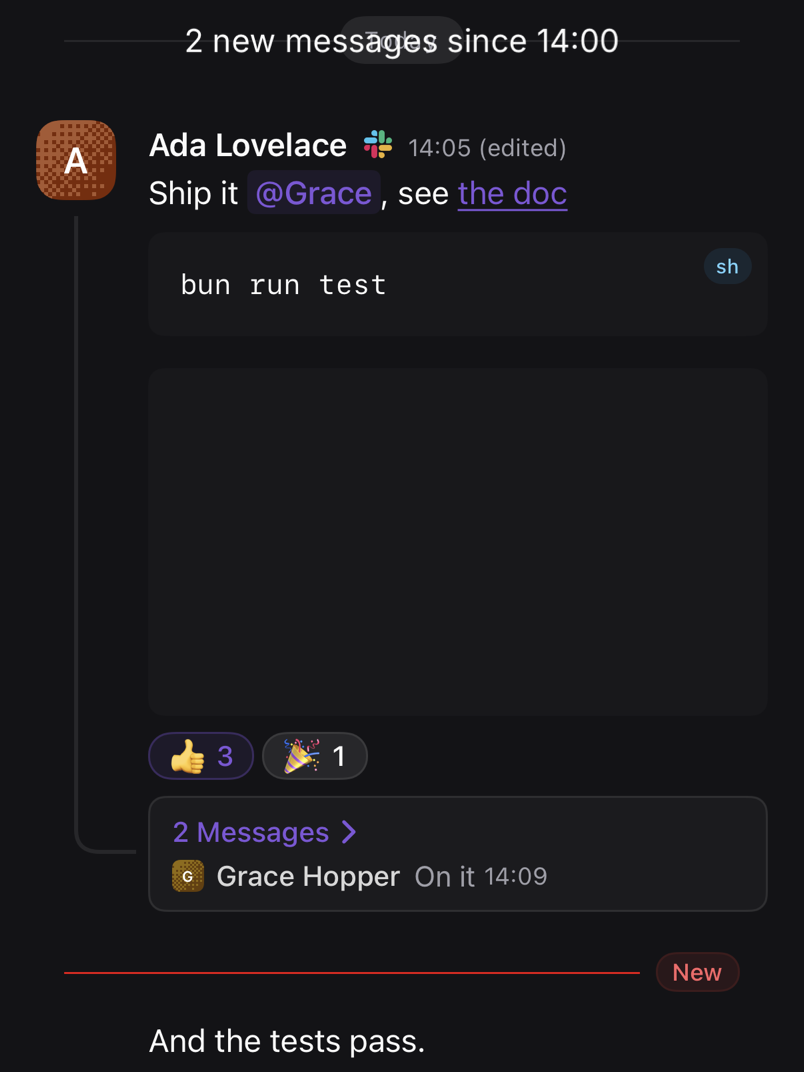 2 new messages since 14:00
Today
A
Ada Lovelace 14:05 (edited)
Ship it @Grace, see the doc
sh
bun run test
👍 3 🎉 1
2 Messages >
G Grace Hopper On it 14:09
New
And the tests pass.